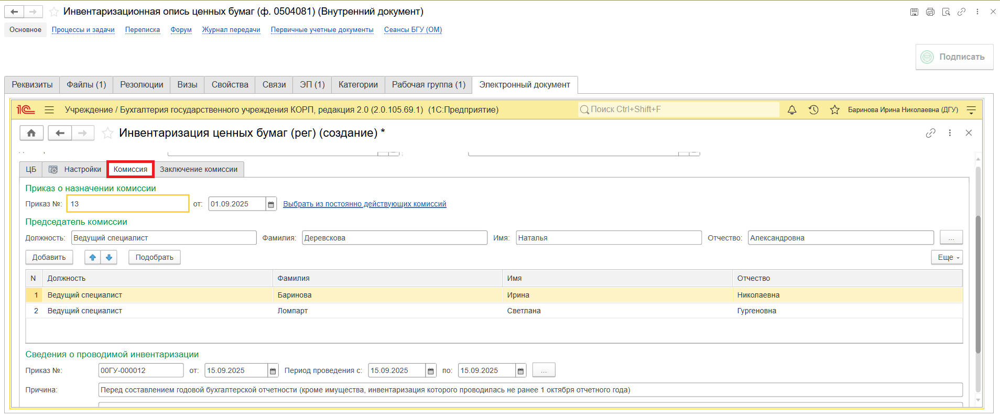 Инвентаризационная опись ценных бумаг (ф. 0504081) (Внутренний документ)
Основное Процессы и задачи Переписка Форум Журнал передачи Первичные учетные документы Сеансы БГУ (ОМ)
Подписать
Реквизиты Файлы (1) Резолюции Визы Свойства Связи ЭП (1) Категории Рабочая группа (1) Электронный документ
1С Учреждение / Бухгалтерия государственного учреждения КОРП, редакция 2.0 (2.0.105.69.1) (1С:Предприятие) Поиск Ctrl+Shift+F Баринова Ирина Николаевна (ДГУ)
Инвентаризация ценных бумаг (рег) (создание) *
ЦБ Настройки Комиссия Заключение комиссии
Приказ о назначении комиссии
Приказ №: 13 от: 01.09.2025 Выбрать из постоянно действующих комиссий
Председатель комиссии
Должность: Ведущий специалист Фамилия: Деревскова Имя: Наталья Отчество: Александровна ...
Добавить Подобрать Еще
N Должность Фамилия Имя Отчество
1 Ведущий специалист Баринова Ирина Николаевна
2 Ведущий специалист Ломпарт Светлана Гургеновна
Сведения о проводимой инвентаризации
Приказ №: 00ГУ-000012 от: 15.09.2025 Период проведения с: 15.09.2025 по: 15.09.2025 ...
Причина: Перед составлением годовой бухгалтерской отчетности (кроме имущества, инвентаризация которого проводилась не ранее 1 октября отчетного года)